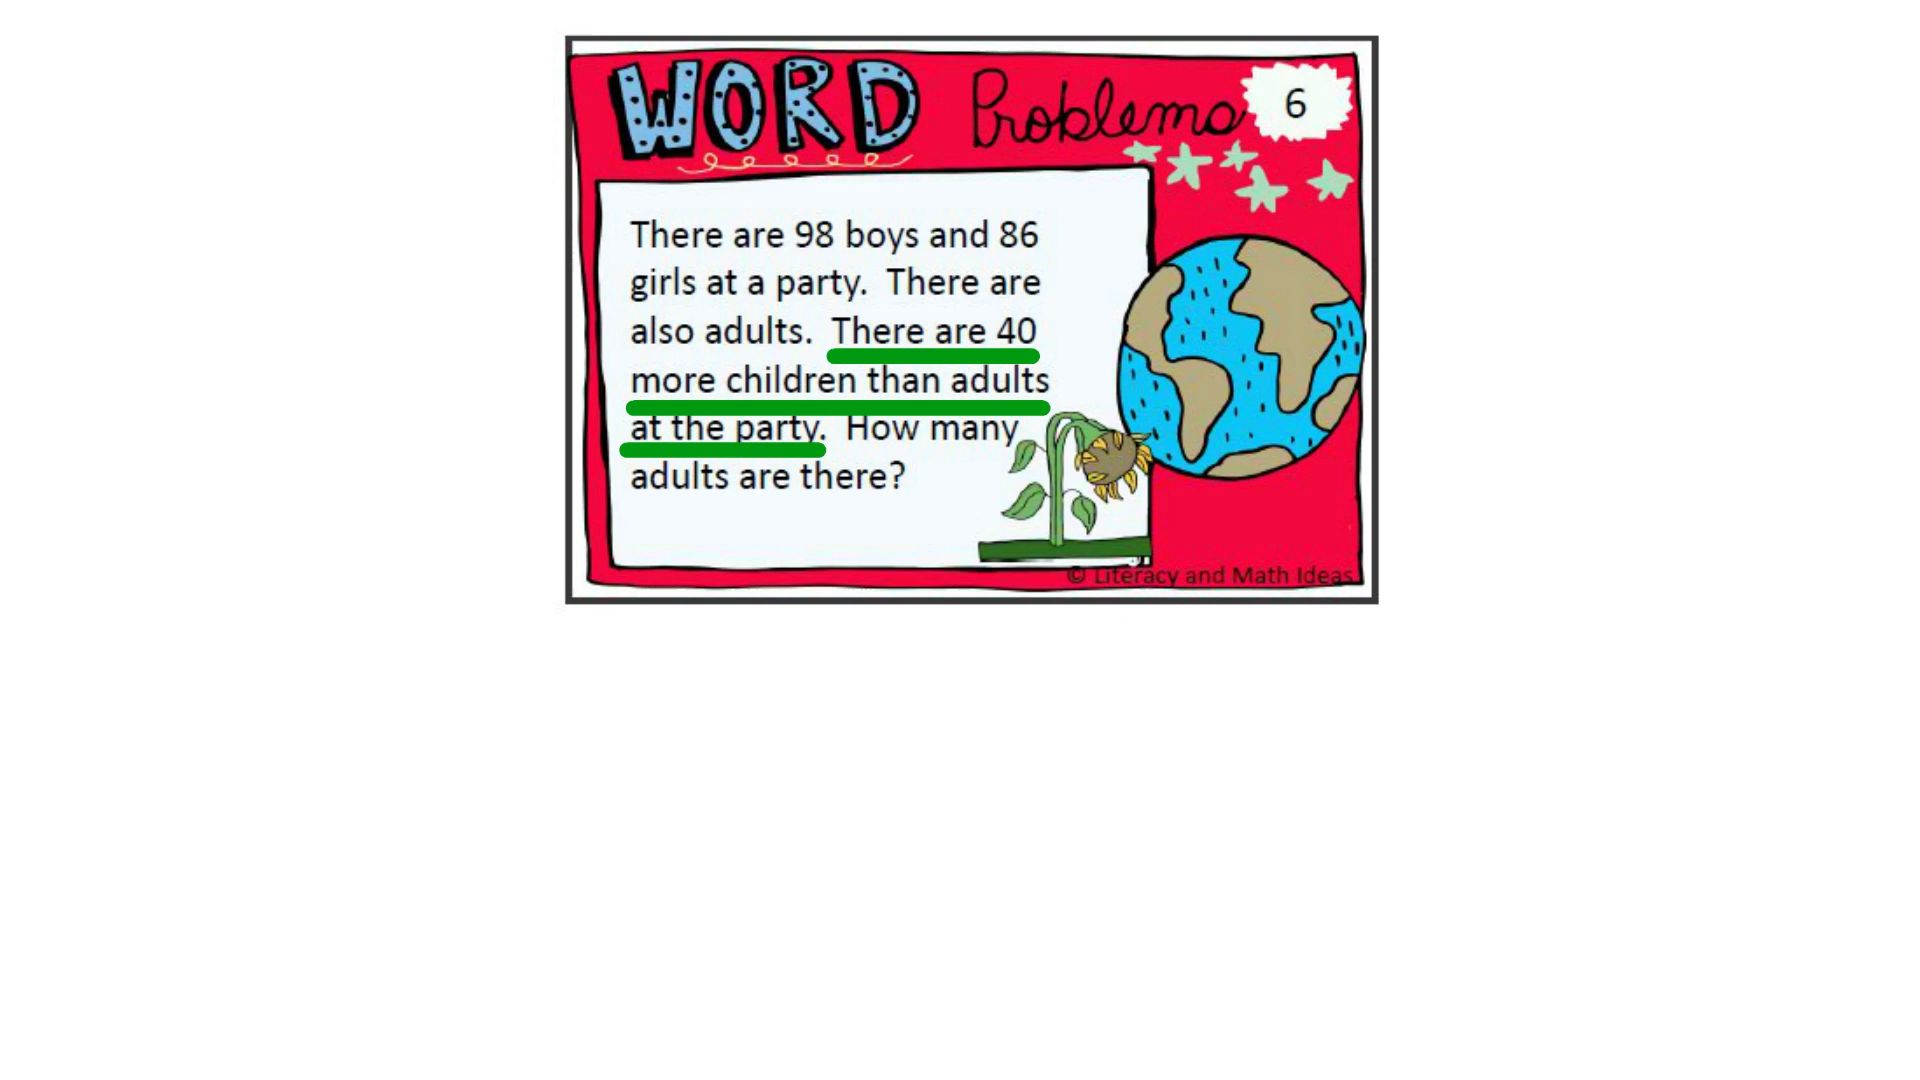 WORD Problems 6
There are 98 boys and 86
girls at a party. There are
also adults. There are 40
more children than adults
at the party. How many
adults are there?
© Literacy and Math Ideas